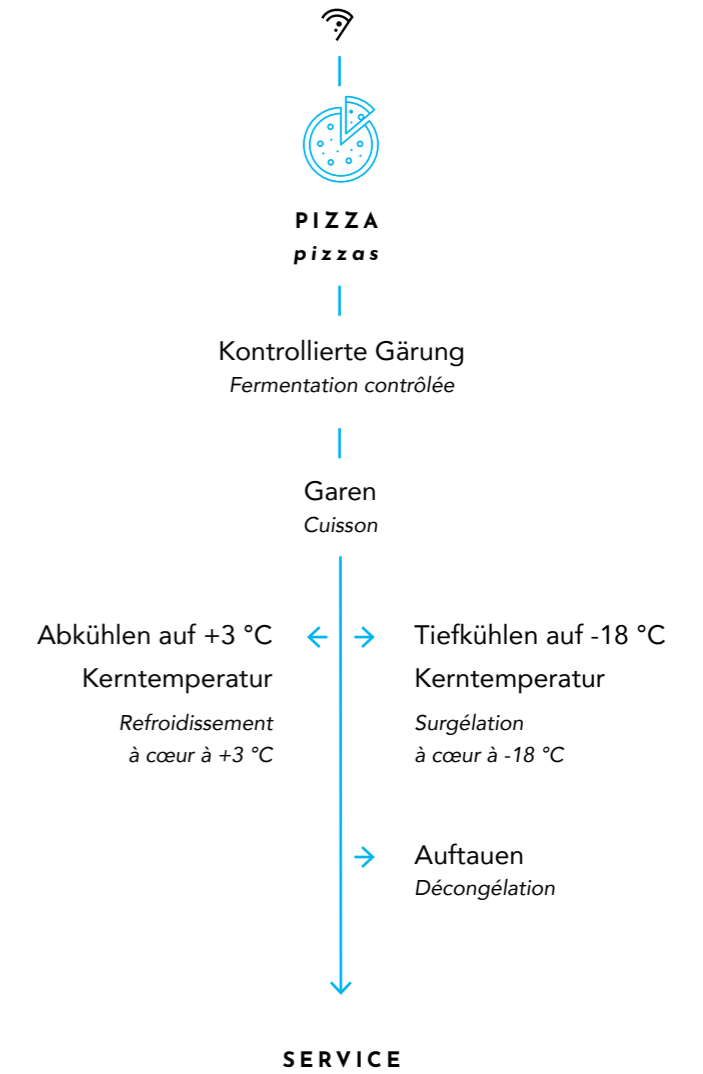 PIZZA
pizzas
Kontrollierte Gärung
Fermentation contrôlée
Garen
Cuisson
Abkühlen auf +3 °C
Kerntemperatur
Refroidissement
à cœur à +3 °C
Tiefkühlen auf -18 °C
Kerntemperatur
Surgélation
à cœur à -18 °C
Auftauen
Décongélation
SERVICE